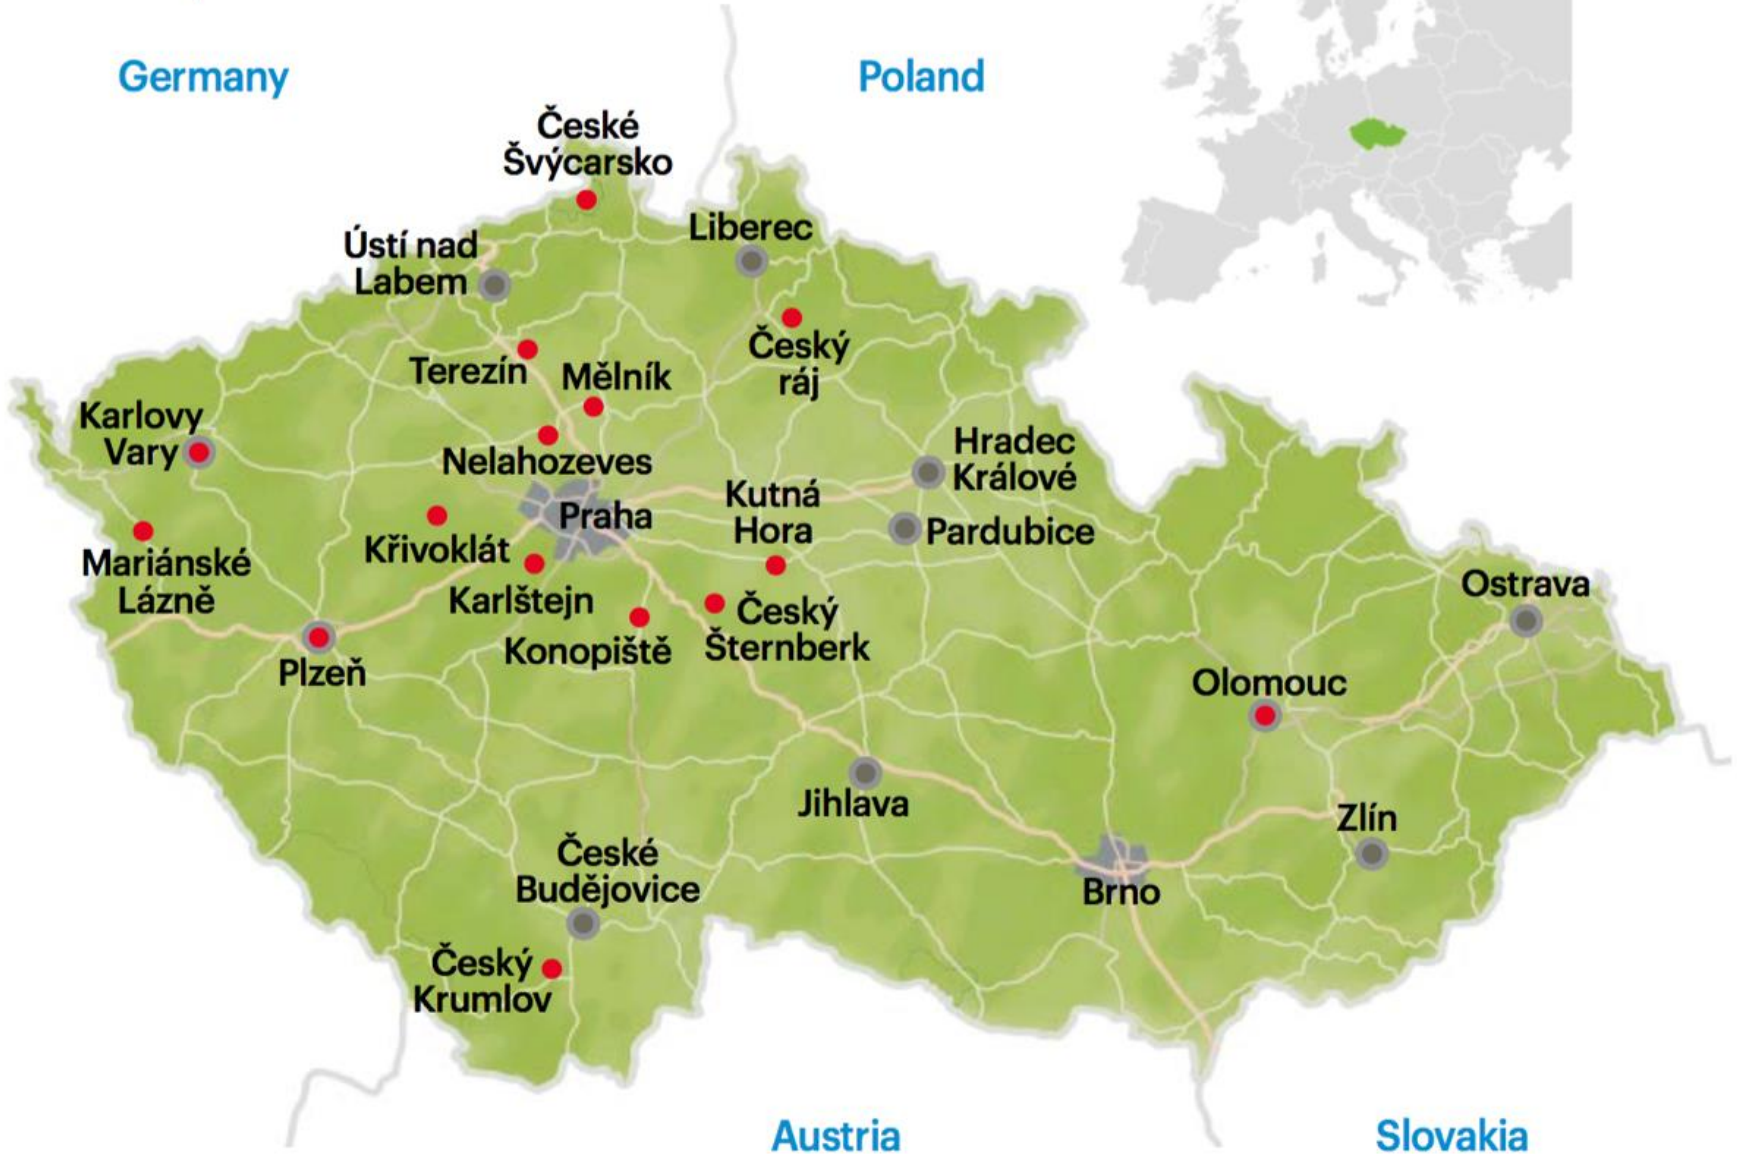 Germany
Poland
České
Švýcarsko
Liberec
Ústí nad
Labem
Český
ráj
Terezín
Mělník
Karlovy
Vary
Nelahozeves
Hradec
Králové
Kutná
Hora
Praha
Pardubice
Křivoklát
Mariánské
Lázně
Karlštejn
Český
Šternberk
Konopiště
Ostrava
Plzeň
Olomouc
Jihlava
Zlín
České
Budějovice
Brno
Český
Krumlov
Austria
Slovakia